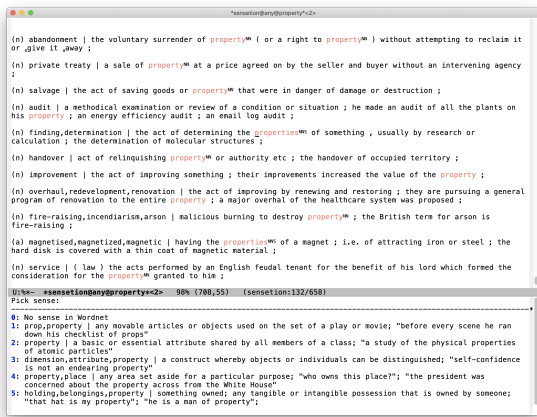 *sensetion@any@property*<2>
(n) abandonment | the voluntary surrender of property NN ( or a right to property NN ) without attempting to reclaim it
or ,give it ,away ;
(n) private treaty | a sale of property NN at a price agreed on by the seller and buyer without an intervening agency
;
(n) salvage | the act of saving goods or property NN that were in danger of damage or destruction ;
(n) audit | a methodical examination or review of a condition or situation ; he made an audit of all the plants on
his property ; an energy efficiency audit ; an email log audit ;
(n) finding,determination | the act of determining the properties NNS of something , usually by research or
calculation ; the determination of molecular structures ;
(n) handover | act of relinquishing property NN or authority etc ; the handover of occupied territory ;
(n) improvement | the act of improving something ; their improvements increased the value of the property ;
(n) overhaul,redevelopment,renovation | the act of improving by renewing and restoring ; they are pursuing a general
program of renovation to the entire property ; a major overhal of the healthcare system was proposed ;
(n) fire-raising,incendiarism,arson | malicious burning to destroy property NN ; the British term for arson is
fire-raising ;
(a) magnetised,magnetized,magnetic | having the properties NNS of a magnet ; i.e. of attracting iron or steel ; the
hard disk is covered with a thin coat of magnetic material ;
(n) service | ( law ) the acts performed by an English feudal tenant for the benefit of his lord which formed the
consideration for the property NN granted to him ;
U:%*- *sensetion@any@property*<2> 98% (708,55) (sensetion:132/658)
Pick sense:
0: No sense in Wordnet
1: prop,property | any movable articles or objects used on the set of a play or movie; "before every scene he ran
down his checklist of props"
2: property | a basic or essential attribute shared by all members of a class; "a study of the physical properties
of atomic particles"
3: dimension,attribute,property | a construct whereby objects or individuals can be distinguished; "self-confidence
is not an endearing property"
4: property,place | any area set aside for a particular purpose; "who owns this place?"; "the president was
concerned about the property across from the White House"
5: holding,belongings,property | something owned; any tangible or intangible possession that is owned by someone;
"that hat is my property"; "he is a man of property";